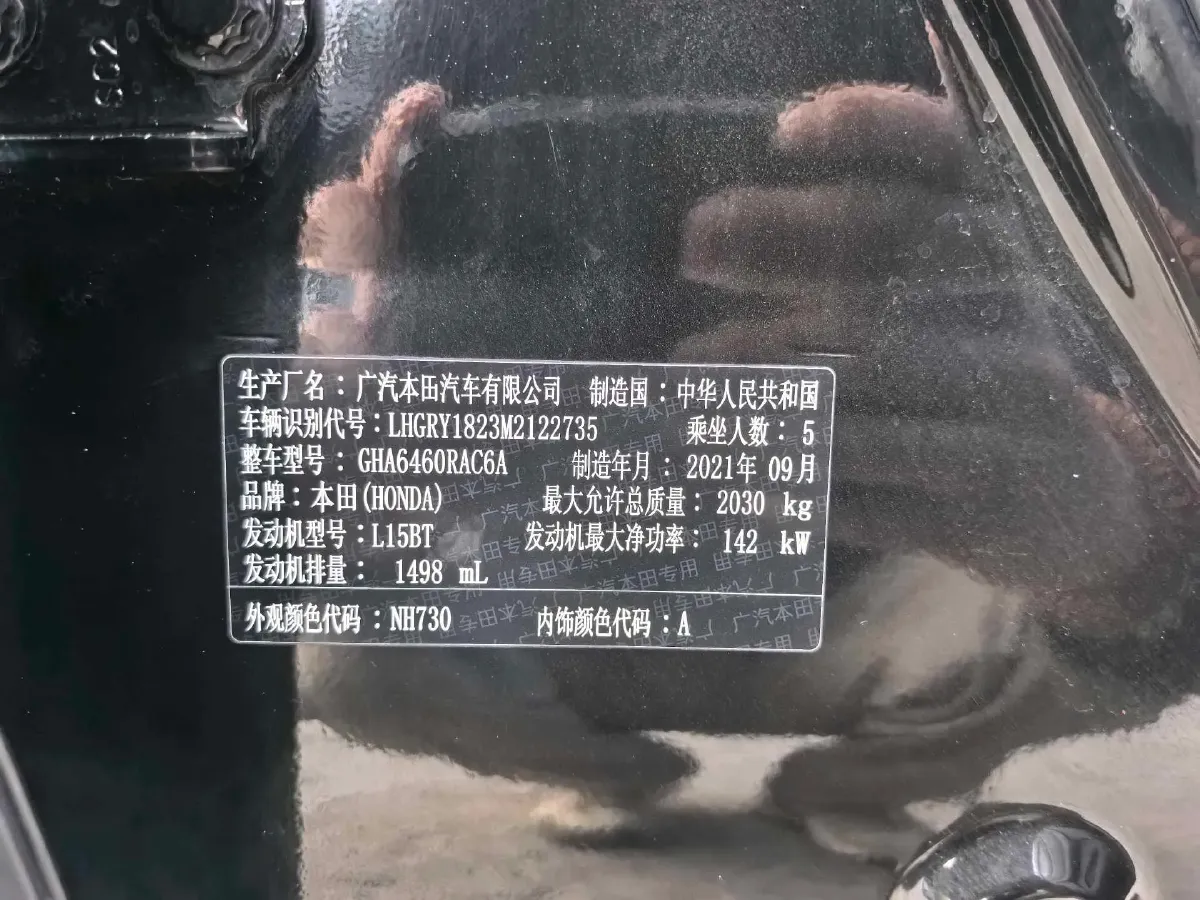 SC2
生产厂名：广汽本田汽车有限公司 制造国：中华人民共和国
车辆识别代号：LHGRY1823M2122735 乘坐人数：5
整车型号：GHA6460RAC6A 制造年月：2021年 09月
品牌：本田(HONDA) 最大允许总质量：2030 kg
发动机型号：L15BT 发动机最大净功率：142 kW
发动机排量：1498 mL
外观颜色代码：NH730 内饰颜色代码：A